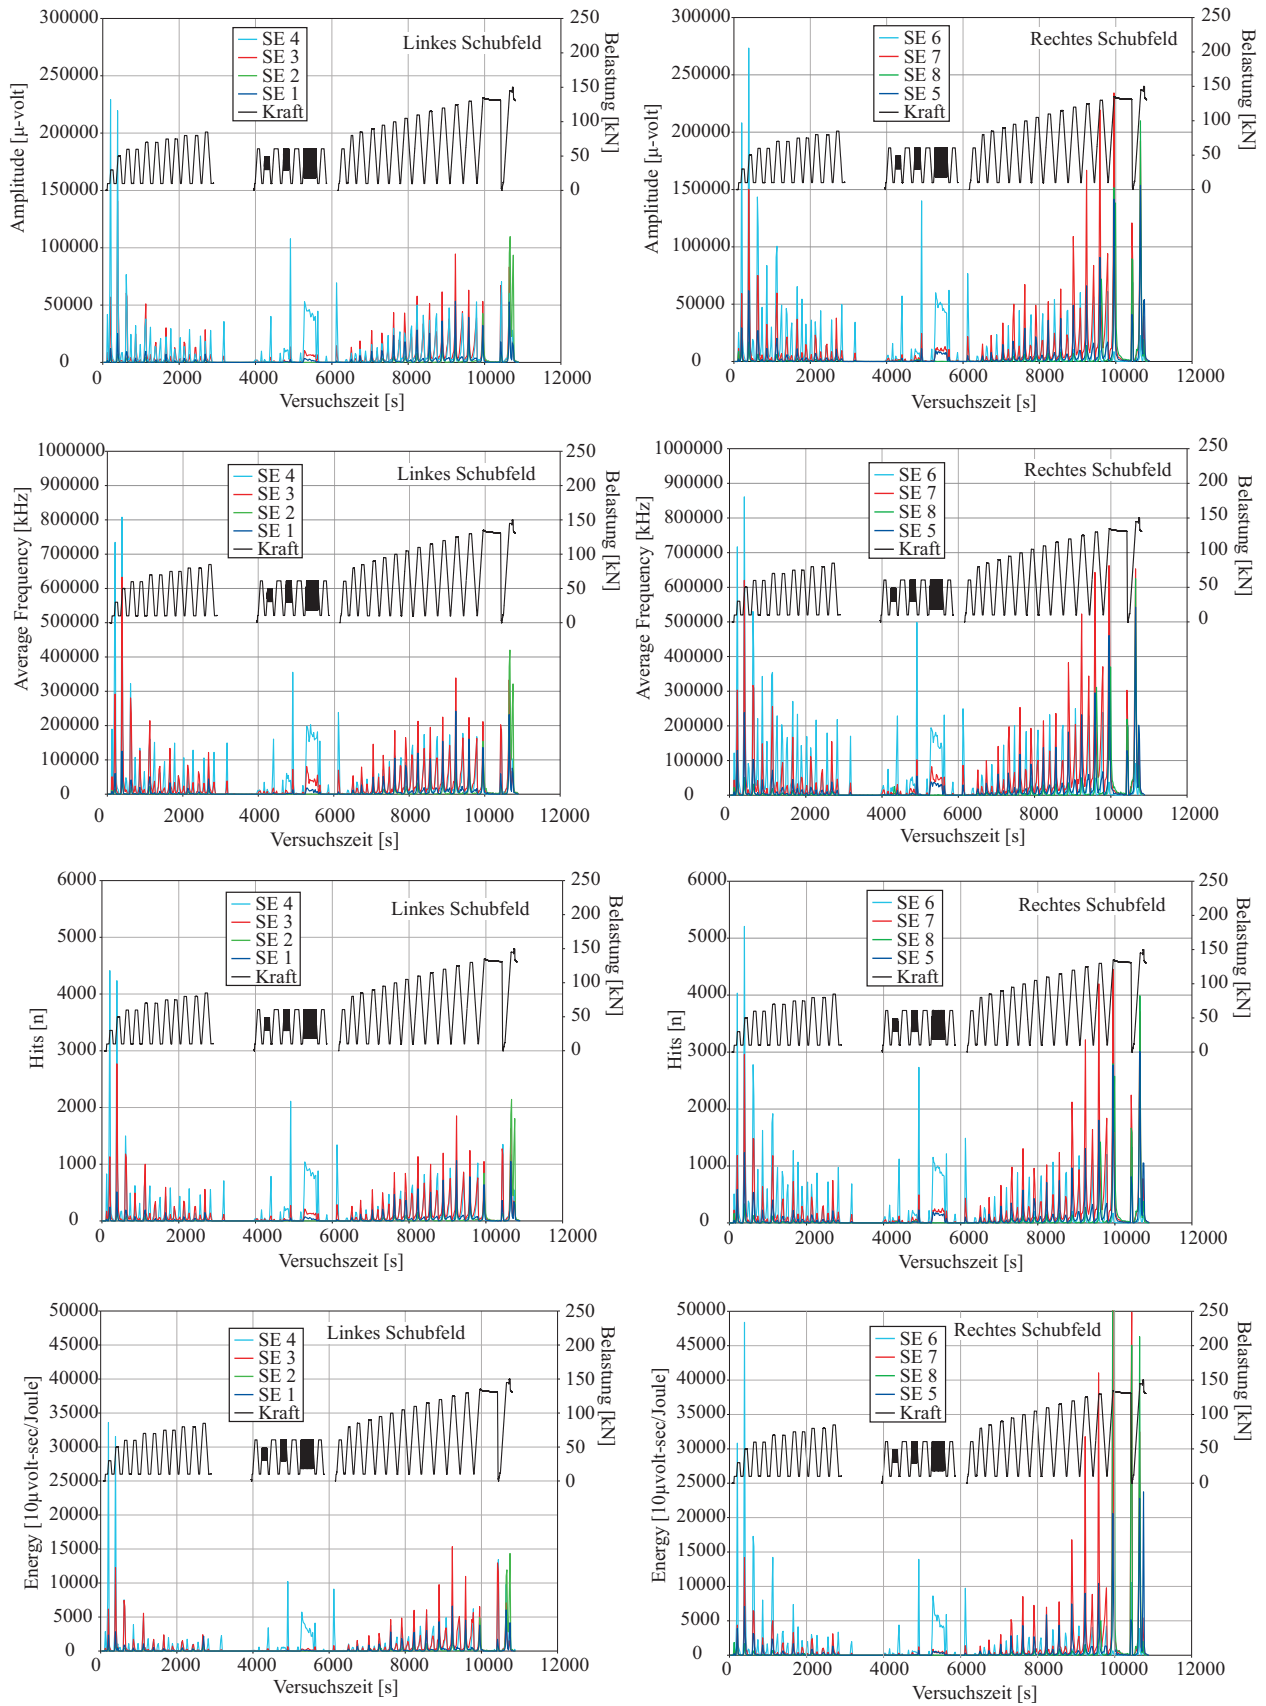 Linkes Schubfeld
SE 4
SE 3
SE 2
SE 1
Kraft
Amplitude [µ-volt]
300000
250000
200000
150000
100000
50000
0
Belastung [kN]
250
200
150
100
50
0
0 2000 4000 6000 8000 10000 12000
Versuchszeit [s]
Rechtes Schubfeld
SE 6
SE 7
SE 8
SE 5
Kraft
Amplitude [µ-volt]
300000
250000
200000
150000
100000
50000
0
Belastung [kN]
250
200
150
100
50
0
0 2000 4000 6000 8000 10000 12000
Versuchszeit [s]
Linkes Schubfeld
SE 4
SE 3
SE 2
SE 1
Kraft
Average Frequency [kHz]
1000000
900000
800000
700000
600000
500000
400000
300000
200000
100000
0
Belastung [kN]
250
200
150
100
50
0
0 2000 4000 6000 8000 10000 12000
Versuchszeit [s]
Rechtes Schubfeld
SE 6
SE 7
SE 8
SE 5
Kraft
Average Frequency [kHz]
1000000
900000
800000
700000
600000
500000
400000
300000
200000
100000
0
Belastung [kN]
250
200
150
100
50
0
0 2000 4000 6000 8000 10000 12000
Versuchszeit [s]
Linkes Schubfeld
SE 4
SE 3
SE 2
SE 1
Kraft
Hits [n]
6000
5000
4000
3000
2000
1000
0
Belastung [kN]
250
200
150
100
50
0
0 2000 4000 6000 8000 10000 12000
Versuchszeit [s]
Rechtes Schubfeld
SE 6
SE 7
SE 8
SE 5
Kraft
Hits [n]
6000
5000
4000
3000
2000
1000
0
Belastung [kN]
250
200
150
100
50
0
0 2000 4000 6000 8000 10000 12000
Versuchszeit [s]
Linkes Schubfeld
SE 4
SE 3
SE 2
SE 1
Kraft
Energy [10µvolt-sec/Joule]
50000
45000
40000
35000
30000
25000
20000
15000
10000
5000
0
Belastung [kN]
250
200
150
100
50
0
0 2000 4000 6000 8000 10000 12000
Versuchszeit [s]
Rechtes Schubfeld
SE 6
SE 7
SE 8
SE 5
Kraft
Energy [10µvolt-sec/Joule]
50000
45000
40000
35000
30000
25000
20000
15000
10000
5000
0
Belastung [kN]
250
200
150
100
50
0
0 2000 4000 6000 8000 10000 12000
Versuchszeit [s]